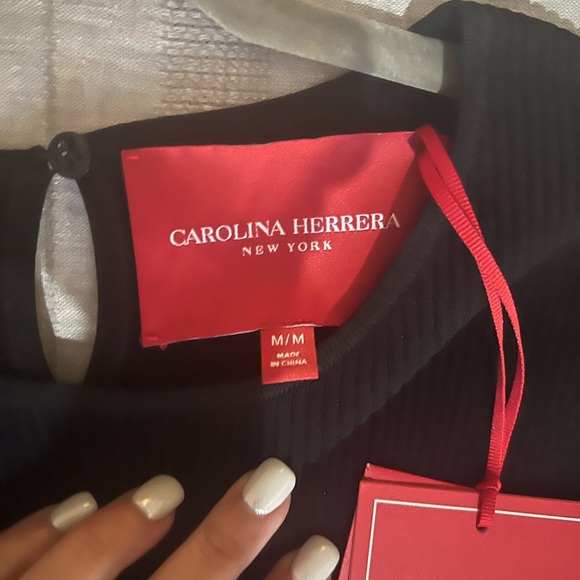 CAROLINA HERRERA
NEW YORK
M/M
MADE
IN CHINA